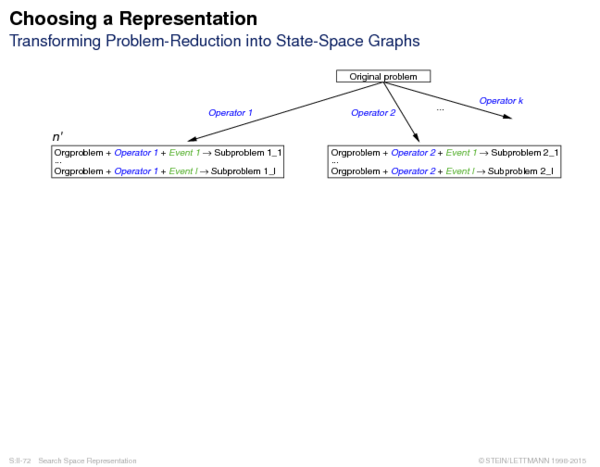 Choosing a Representation
Transforming Problem-Reduction into State-Space Graphs
Original problem
Operator 1
Operator 2
...
Operator k
n'
Orgproblem + Operator 1 + Event 1 → Subproblem 1_1
...
Orgproblem + Operator 1 + Event l → Subproblem 1_l
Orgproblem + Operator 2 + Event 1 → Subproblem 2_1
...
Orgproblem + Operator 2 + Event l → Subproblem 2_l
S:II-72 Search Space Representation
© STEIN/LETTMANN 1998-2015